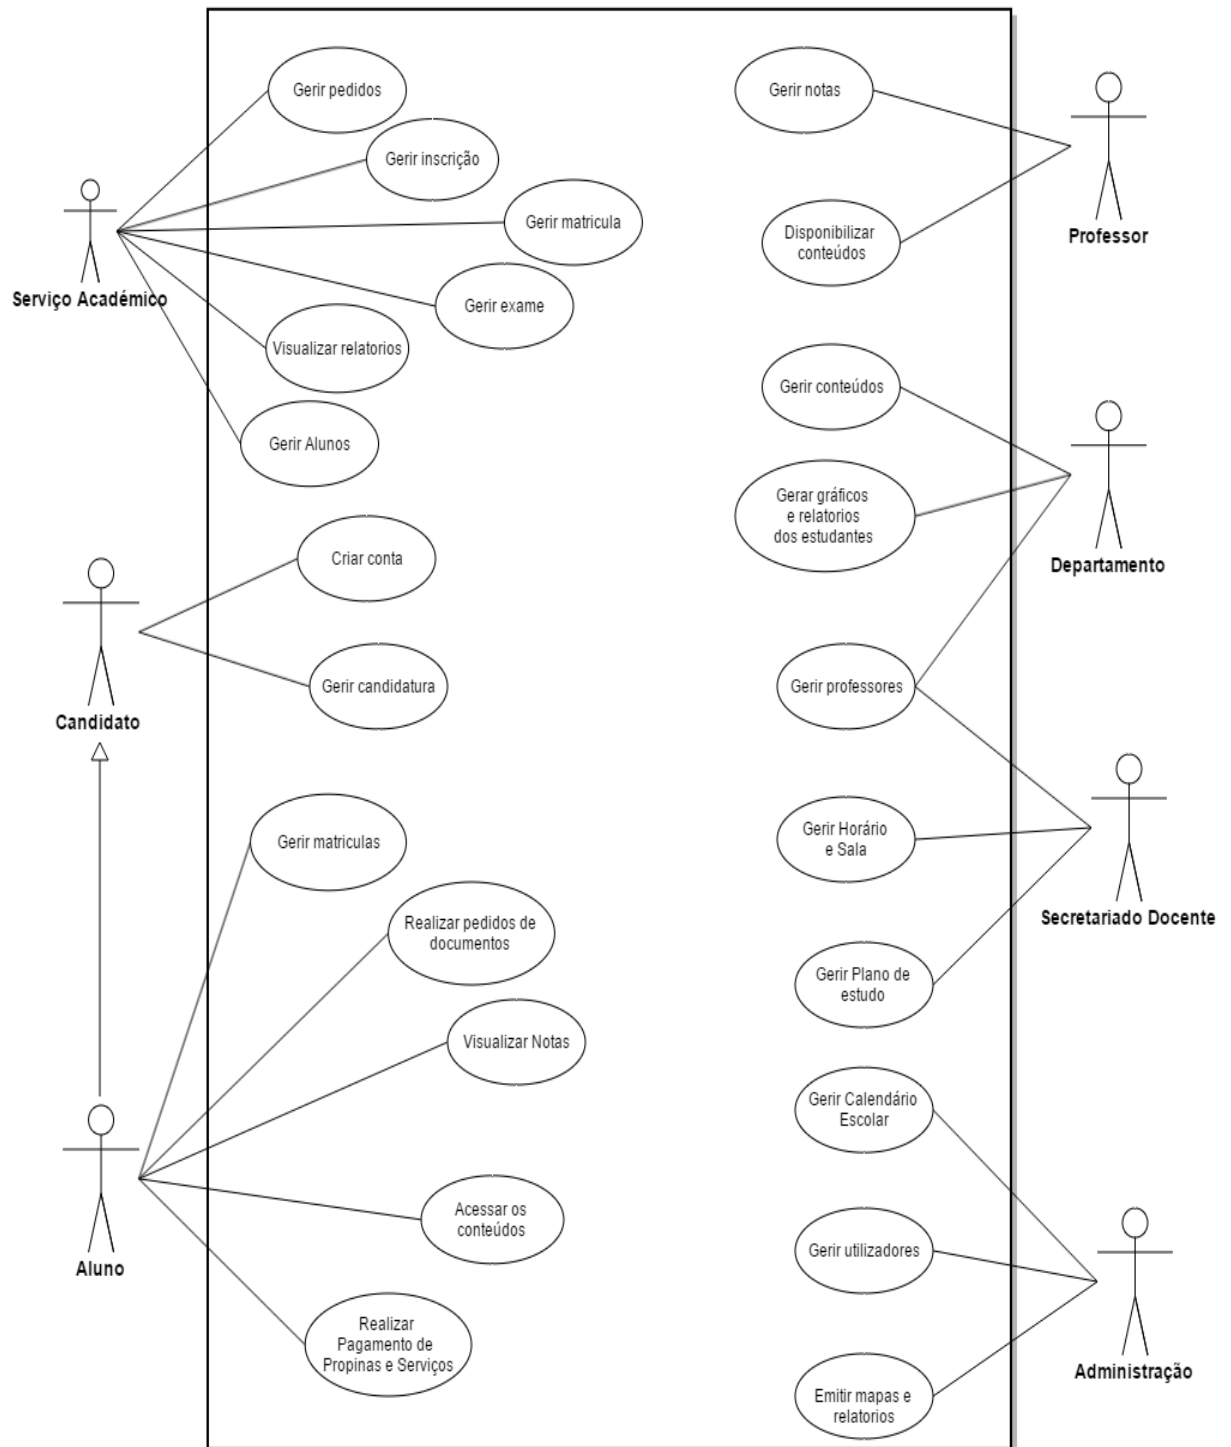 Gerir pedidos
Gerir inscrição
Gerir matricula
Gerir exame
Visualizar relatorios
Gerir Alunos
Serviço Académico
Criar conta
Gerir candidatura
Candidato
Gerir matriculas
Realizar pedidos de
documentos
Visualizar Notas
Acessar os
conteúdos
Realizar
Pagamento de
Propinas e Serviços
Aluno
Gerir notas
Disponibilizar
conteúdos
Professor
Gerir conteúdos
Gerar gráficos
e relatorios
dos estudantes
Departamento
Gerir professores
Gerir Horário
e Sala
Gerir Plano de
estudo
Secretariado Docente
Gerir Calendário
Escolar
Gerir utilizadores
Emitir mapas e
relatorios
Administração